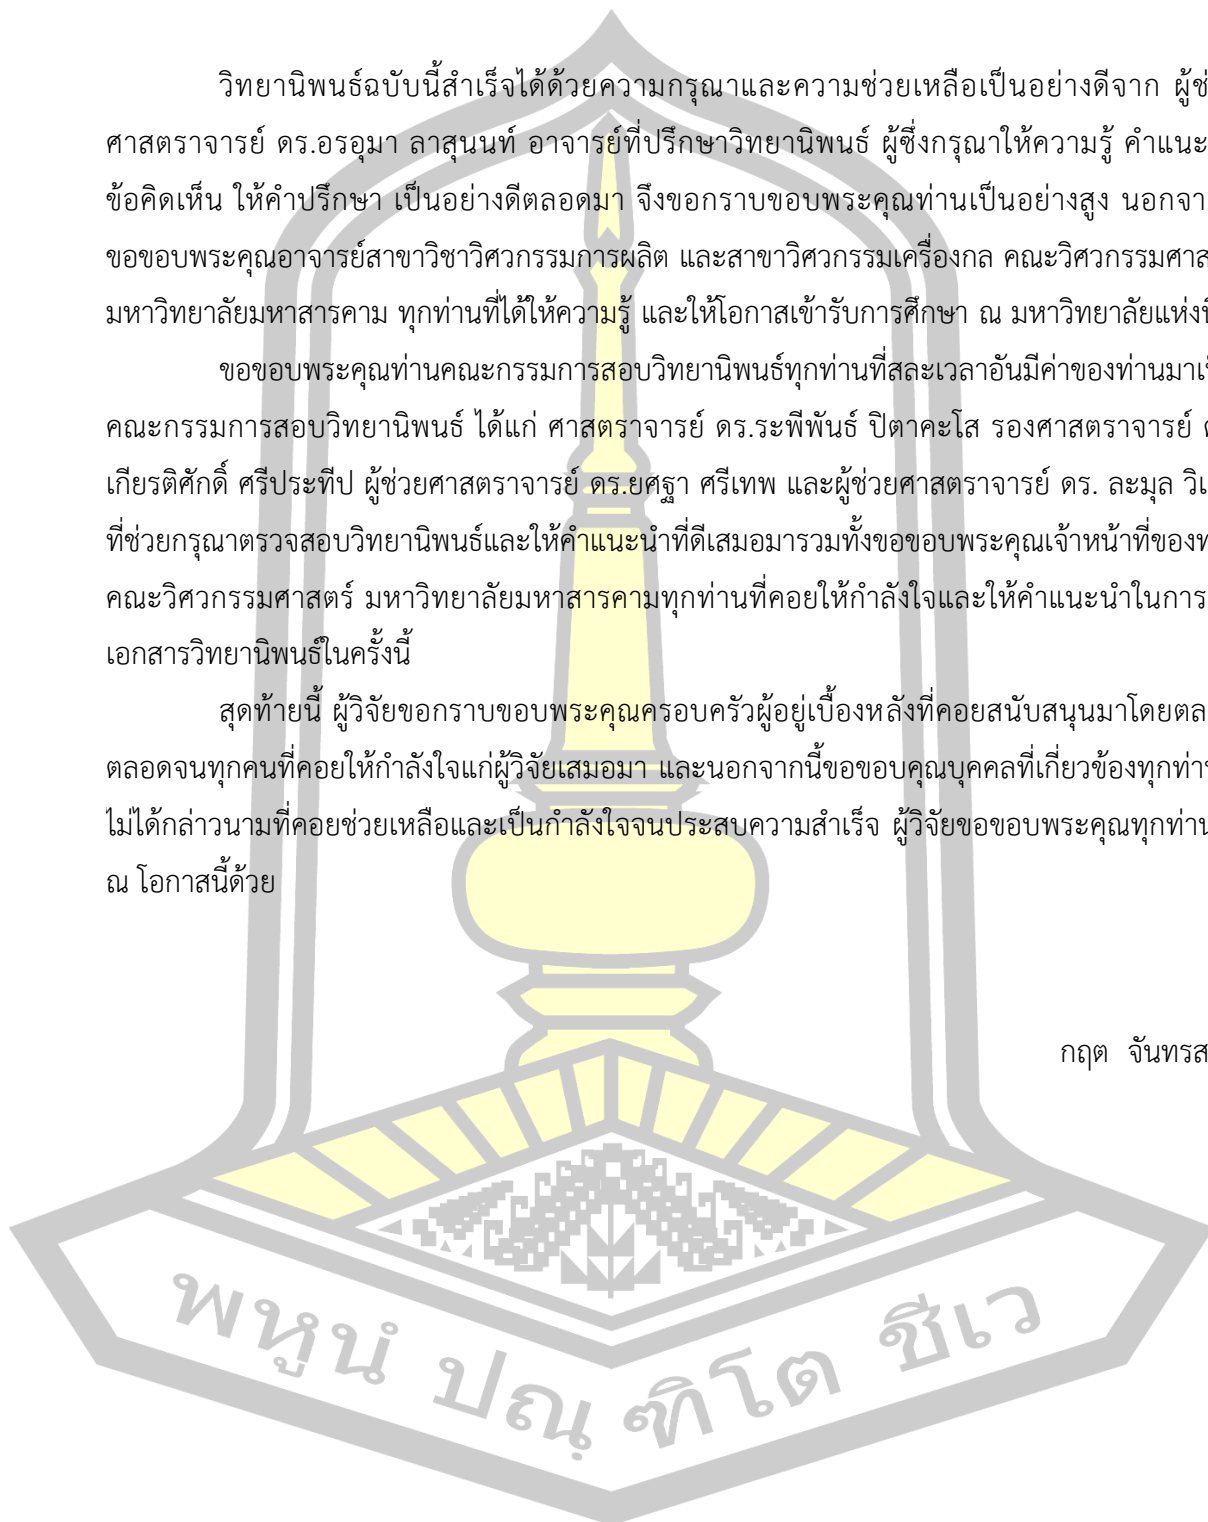 วิทยานิพนธ์ฉบับนี้สำเร็จได้ด้วยความกรุณาและความช่วยเหลือเป็นอย่างดีจาก
ศาสตราจารย์ ดร.อรอุมา ลาสุนนท์ อาจารย์ที่ปรึกษาวิทยานิพนธ์ ผู้ซึ่งกรุณาให้ความรู้
ข้อคิดเห็น ให้คำปรึกษา เป็นอย่างดีตลอดมา จึงขอกราบขอบพระคุณท่านเป็นอย่างสูง
ขอขอบพระคุณอาจารย์สาขาวิชาวิศวกรรมการผลิต และสาขาวิศวกรรมเครื่องกล
มหาวิทยาลัยมหาสารคาม ทุกท่านที่ได้ให้ความรู้ และให้โอกาสเข้ารับการศึกษา ณ มหาวิทยาลัย
ขอขอบพระคุณท่านคณะกรรมการสอบวิทยานิพนธ์ทุกท่านที่สละเวลาอันมีค่าของท่านมา
คณะกรรมการสอบวิทยานิพนธ์ ได้แก่ ศาสตราจารย์ ดร.ระพีพันธ์ ปิตาคะโส รองศาสตราจารย์
เกียรติศักดิ์ ศรีประทีป ผู้ช่วยศาสตราจารย์ ดร.ยศฐา ศรีเทพ และผู้ช่วยศาสตราจารย์ ดร. ละมุล
ที่ช่วยกรุณาตรวจสอบวิทยานิพนธ์และให้คำแนะนำที่ดีเสมอมารวมทั้งขอขอบพระคุณเจ้าหน้าที่ของ
คณะวิศวกรรมศาสตร์ มหาวิทยาลัยมหาสารคามทุกท่านที่คอยให้กำลังใจและให้คำแนะนำในการ
เอกสารวิทยานิพนธ์ในครั้งนี้
สุดท้ายนี้ ผู้วิจัยขอกราบขอบพระคุณครอบครัวผู้อยู่เบื้องหลังที่คอยสนับสนุนมาโดย
ตลอดจนทุกคนที่คอยให้กำลังใจแก่ผู้วิจัยเสมอมา และนอกจากนี้ขอขอบคุณบุคคลที่เกี่ยวข้องทุก
ไม่ได้กล่าวนามที่คอยช่วยเหลือและเป็นกำลังใจจนประสบความสำเร็จ ผู้วิจัยขอขอบพระคุณทุกท่าน
ณ โอกาสนี้ด้วย
กฤต
พหูนํ ปณฺฑิโต ชีเว